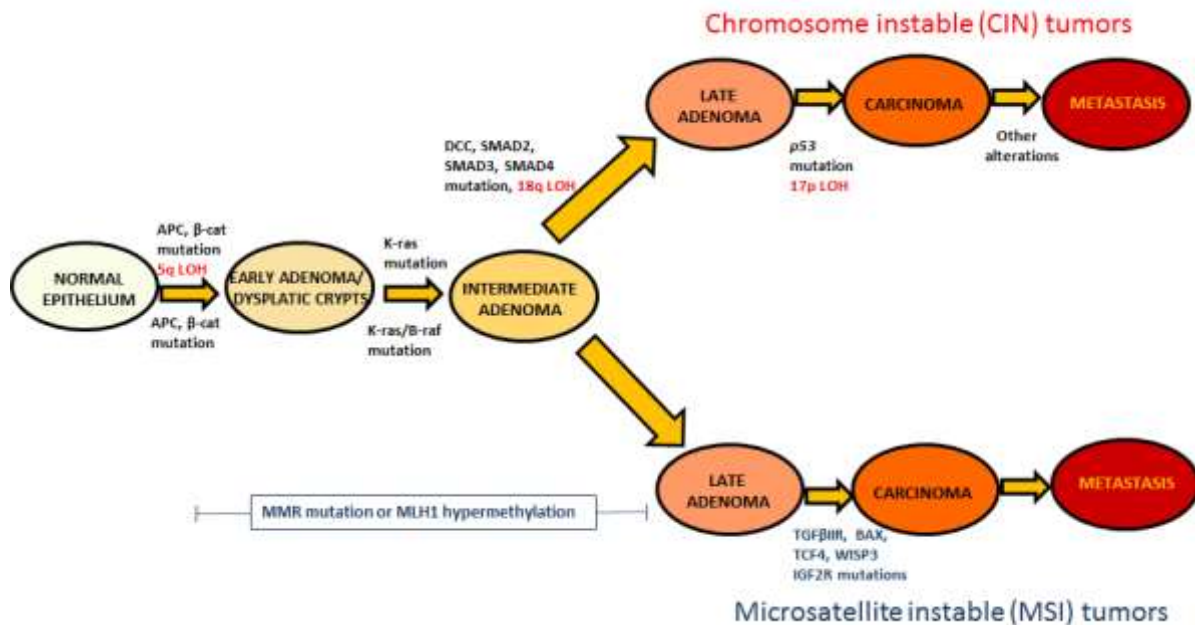 Chromosome instable (CIN) tumors
LATE
ADENOMA
CARCINOMA
METASTASIS
DCC, SMAD2,
SMAD3, SMAD4
mutation, 18q LOH
p53
mutation
17p LOH
Other
alterations
APC, β-cat
mutation
5q LOH
K-ras
mutation
NORMAL
EPITHELIUM
EARLY ADENOMA/
DYSPLATIC CRYPTS
INTERMEDIATE
ADENOMA
APC, β-cat
mutation
K-ras/B-raf
mutation
LATE
ADENOMA
CARCINOMA
METASTASIS
MMR mutation or MLH1 hypermethylation
TGFβIIR, BAX,
TCF4, WISP3
IGF2R mutations
Microsatellite instable (MSI) tumors